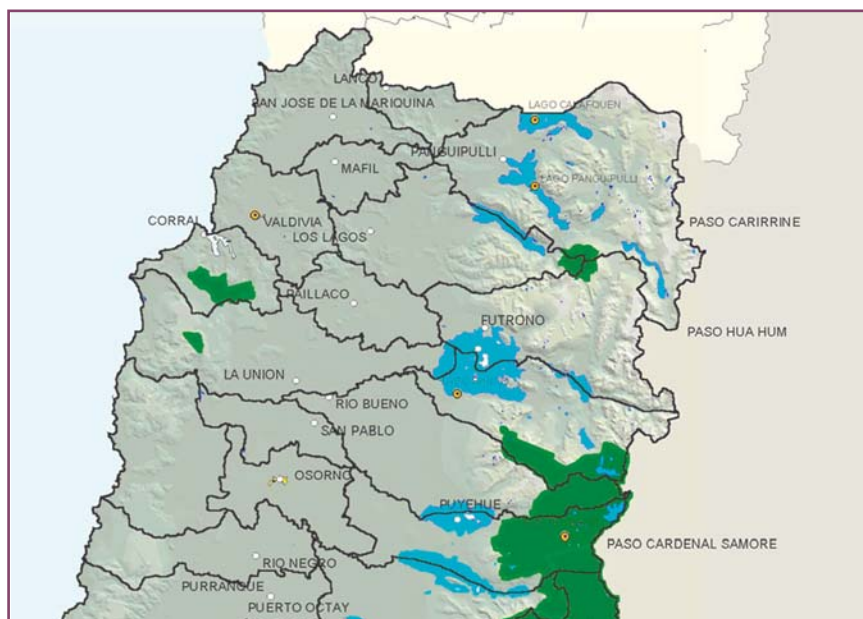 LANCO
SAN JOSE DE LA MARIQUINA
LAGO CALAFQUEN
PANGUIPULLI
MAFIL
LAGO PANGUIPULLI
CORRAL
VALDIVIA
PASO CARIRRINE
LOS LAGOS
PAILLACO
FUTRONO
PASO HUA HUM
LA UNION
RIO BUENO
SAN PABLO
OSORNO
PUYEHUE
PASO CARDENAL SAMORE
RIO NEGRO
PURRANQUE
PUERTO OCTAY